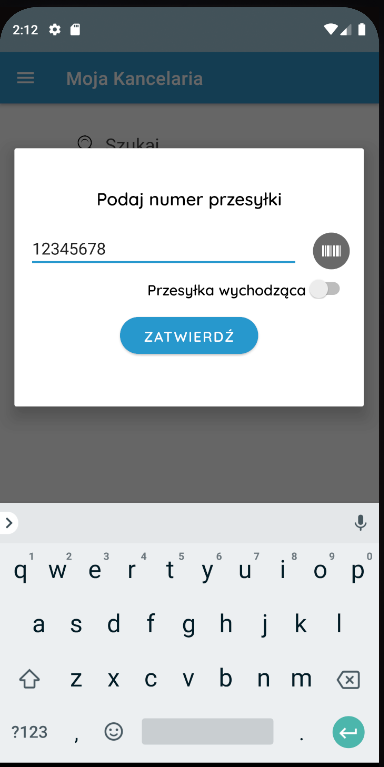 2:12
Moja Kancelaria
Szukaj
Podaj numer przesyłki
12345678
Przesyłka wychodząca
ZATWIERDŹ
1 2 3 4 5 6 7 8 9 0
q w e r t y u i o p
a s d f g h j k l
z x c v b n m
?123 , .